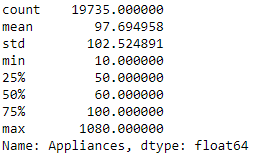 count    19735.000000
mean        97.694958
std        102.524891
min         10.000000
25%         50.000000
50%         60.000000
75%        100.000000
max       1080.000000
Name: Appliances, dtype: float64